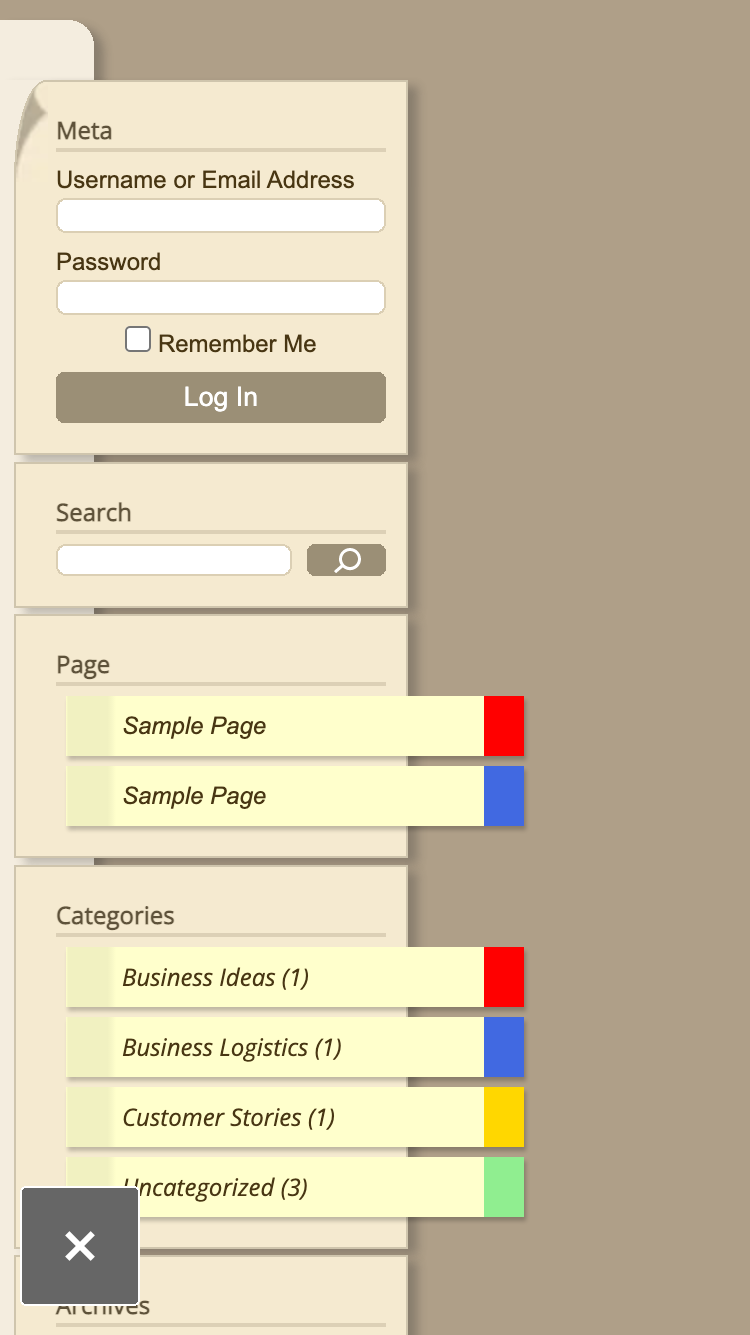 Meta
Username or Email Address
Password
Remember Me
Log In
Search
Page
Sample Page
Sample Page
Categories
Business Ideas (1)
Business Logistics (1)
Customer Stories (1)
Uncategorized (3)
Archives